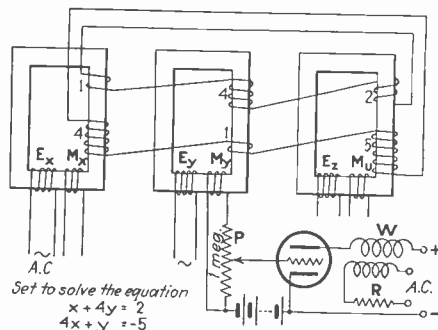 1 4 2
4 1 5
Ex Mx Ey My Ez Mu
A.C
P
1 meg.
W
+
R
A.C.
−
Set to solve the equation
x + 4y = 2
4x + y = -5